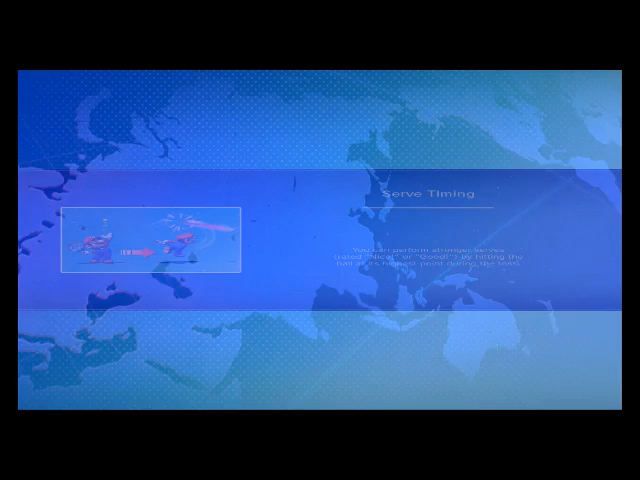 Serve Timing
You can perform stronger serves
(rated "Nice!" or "Good!") by hitting the
ball at its highest point during the toss.